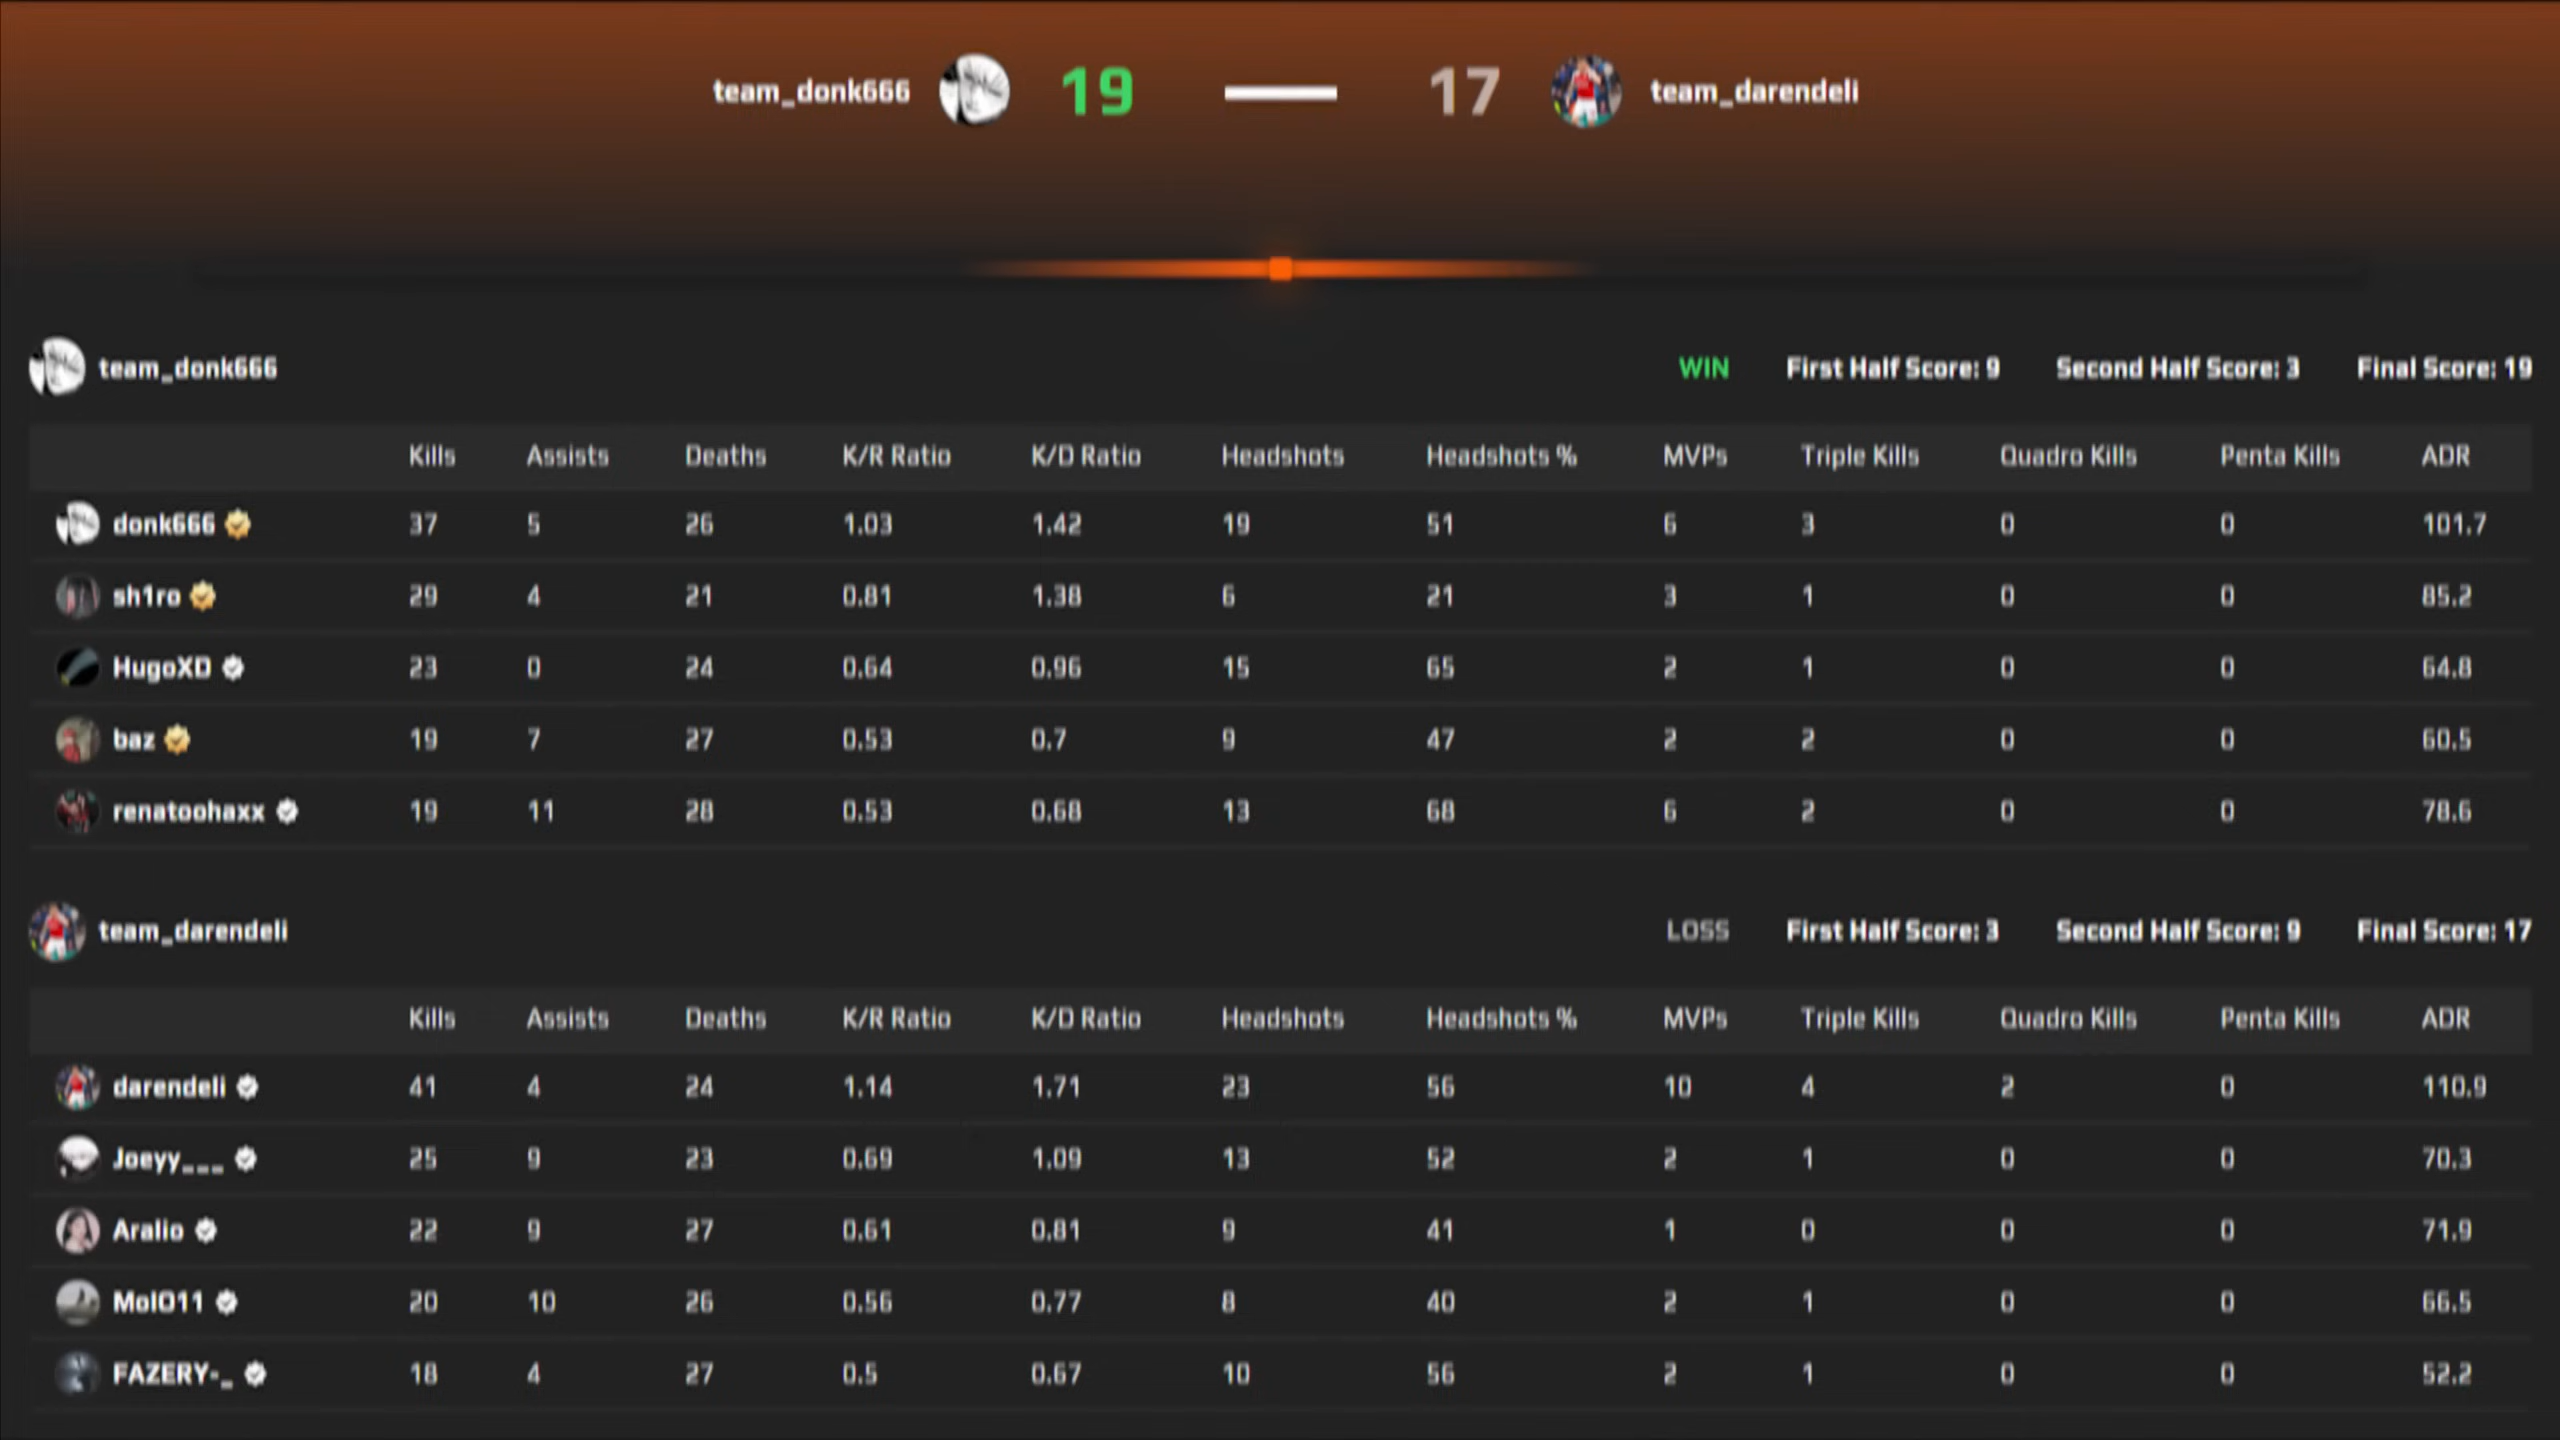 team_donk666 19 17 team_darendeli
team_donk666 WIN First Half Score: 9 Second Half Score: 3 Final Score: 19
Kills Assists Deaths K/R Ratio K/D Ratio Headshots Headshots % MVPs Triple Kills Quadro Kills Penta Kills ADR
donk666 37 5 26 1.03 1.42 19 51 6 3 0 0 101.7
sh1ro 29 4 21 0.81 1.38 6 21 3 1 0 0 85.2
HugoXD 23 0 24 0.64 0.96 15 65 2 1 0 0 64.8
baz 19 7 27 0.53 0.7 9 47 2 2 0 0 60.5
renatoohaxx 19 11 28 0.53 0.68 13 68 6 2 0 0 78.6
team_darendeli LOSS First Half Score: 3 Second Half Score: 9 Final Score: 17
Kills Assists Deaths K/R Ratio K/D Ratio Headshots Headshots % MVPs Triple Kills Quadro Kills Penta Kills ADR
darendeli 41 4 24 1.14 1.71 23 56 10 4 2 0 110.9
Joeyy___ 25 9 23 0.69 1.09 13 52 2 1 0 0 70.3
Aralio 22 9 27 0.61 0.81 9 41 1 0 0 0 71.9
MolO11 20 10 26 0.56 0.77 8 40 2 1 0 0 66.5
FAZERY-_ 18 4 27 0.5 0.67 10 56 2 1 0 0 52.2